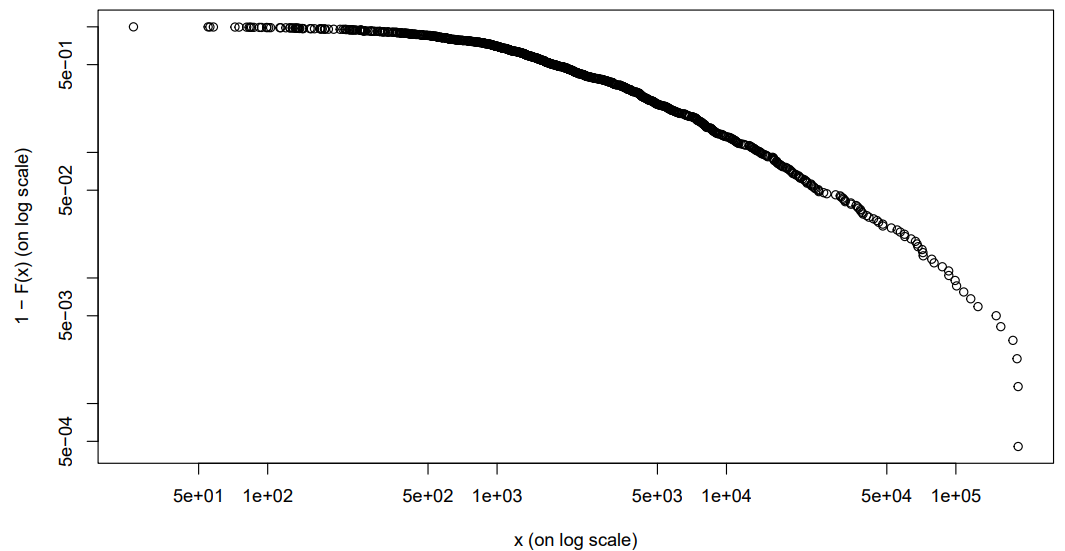 1 − F(x) (on log scale)
5e−01
5e−02
5e−03
5e−04
5e+01 1e+02 5e+02 1e+03 5e+03 1e+04 5e+04 1e+05
x (on log scale)